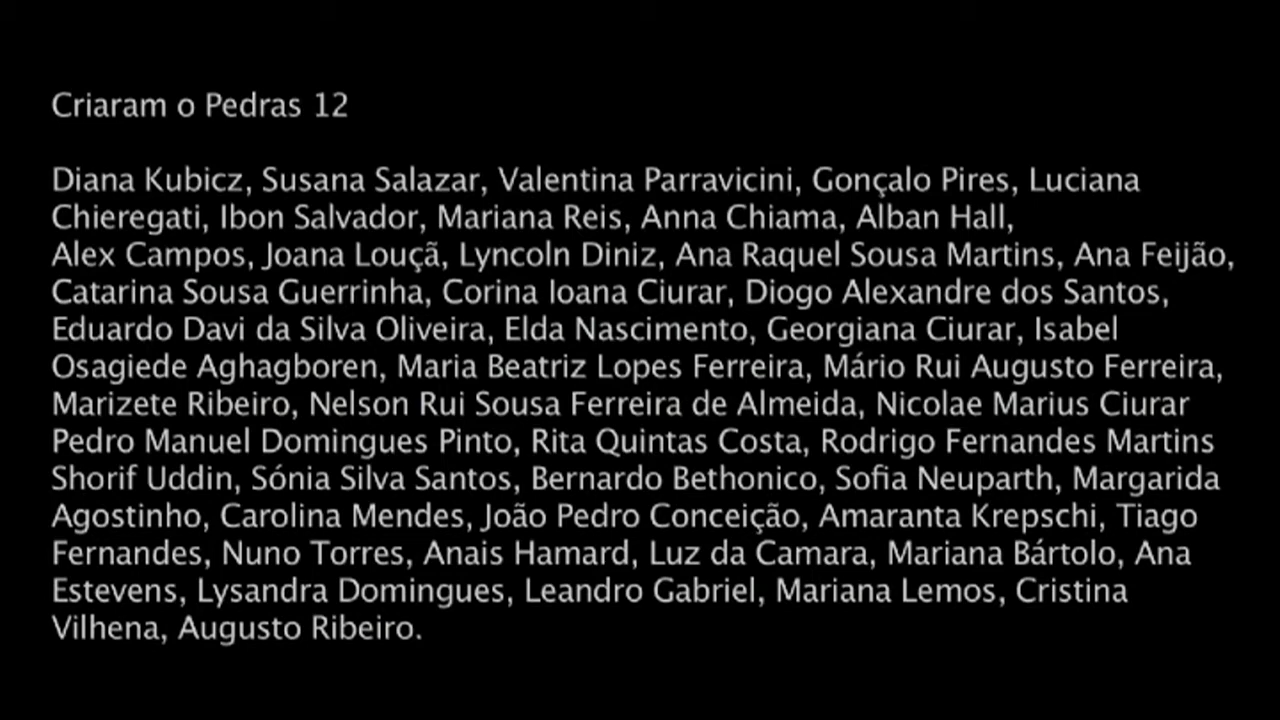 Criaram o Pedras 12
Diana Kubicz, Susana Salazar, Valentina Parravicini, Gonçalo Pires, Luciana
Chieregati, Ibon Salvador, Mariana Reis, Anna Chiama, Alban Hall,
Alex Campos, Joana Louçã, Lyncoln Diniz, Ana Raquel Sousa Martins, Ana Feijão,
Catarina Sousa Guerrinha, Corina Ioana Ciurar, Diogo Alexandre dos Santos,
Eduardo Davi da Silva Oliveira, Elda Nascimento, Georgiana Ciurar, Isabel
Osagiede Aghagboren, Maria Beatriz Lopes Ferreira, Mário Rui Augusto Ferreira,
Marizete Ribeiro, Nelson Rui Sousa Ferreira de Almeida, Nicolae Marius Ciurar
Pedro Manuel Domingues Pinto, Rita Quintas Costa, Rodrigo Fernandes Martins
Shorif Uddin, Sónia Silva Santos, Bernardo Bethonico, Sofia Neuparth, Margarida
Agostinho, Carolina Mendes, João Pedro Conceição, Amaranta Krepschi, Tiago
Fernandes, Nuno Torres, Anais Hamard, Luz da Camara, Mariana Bártolo, Ana
Estevens, Lysandra Domingues, Leandro Gabriel, Mariana Lemos, Cristina
Vilhena, Augusto Ribeiro.